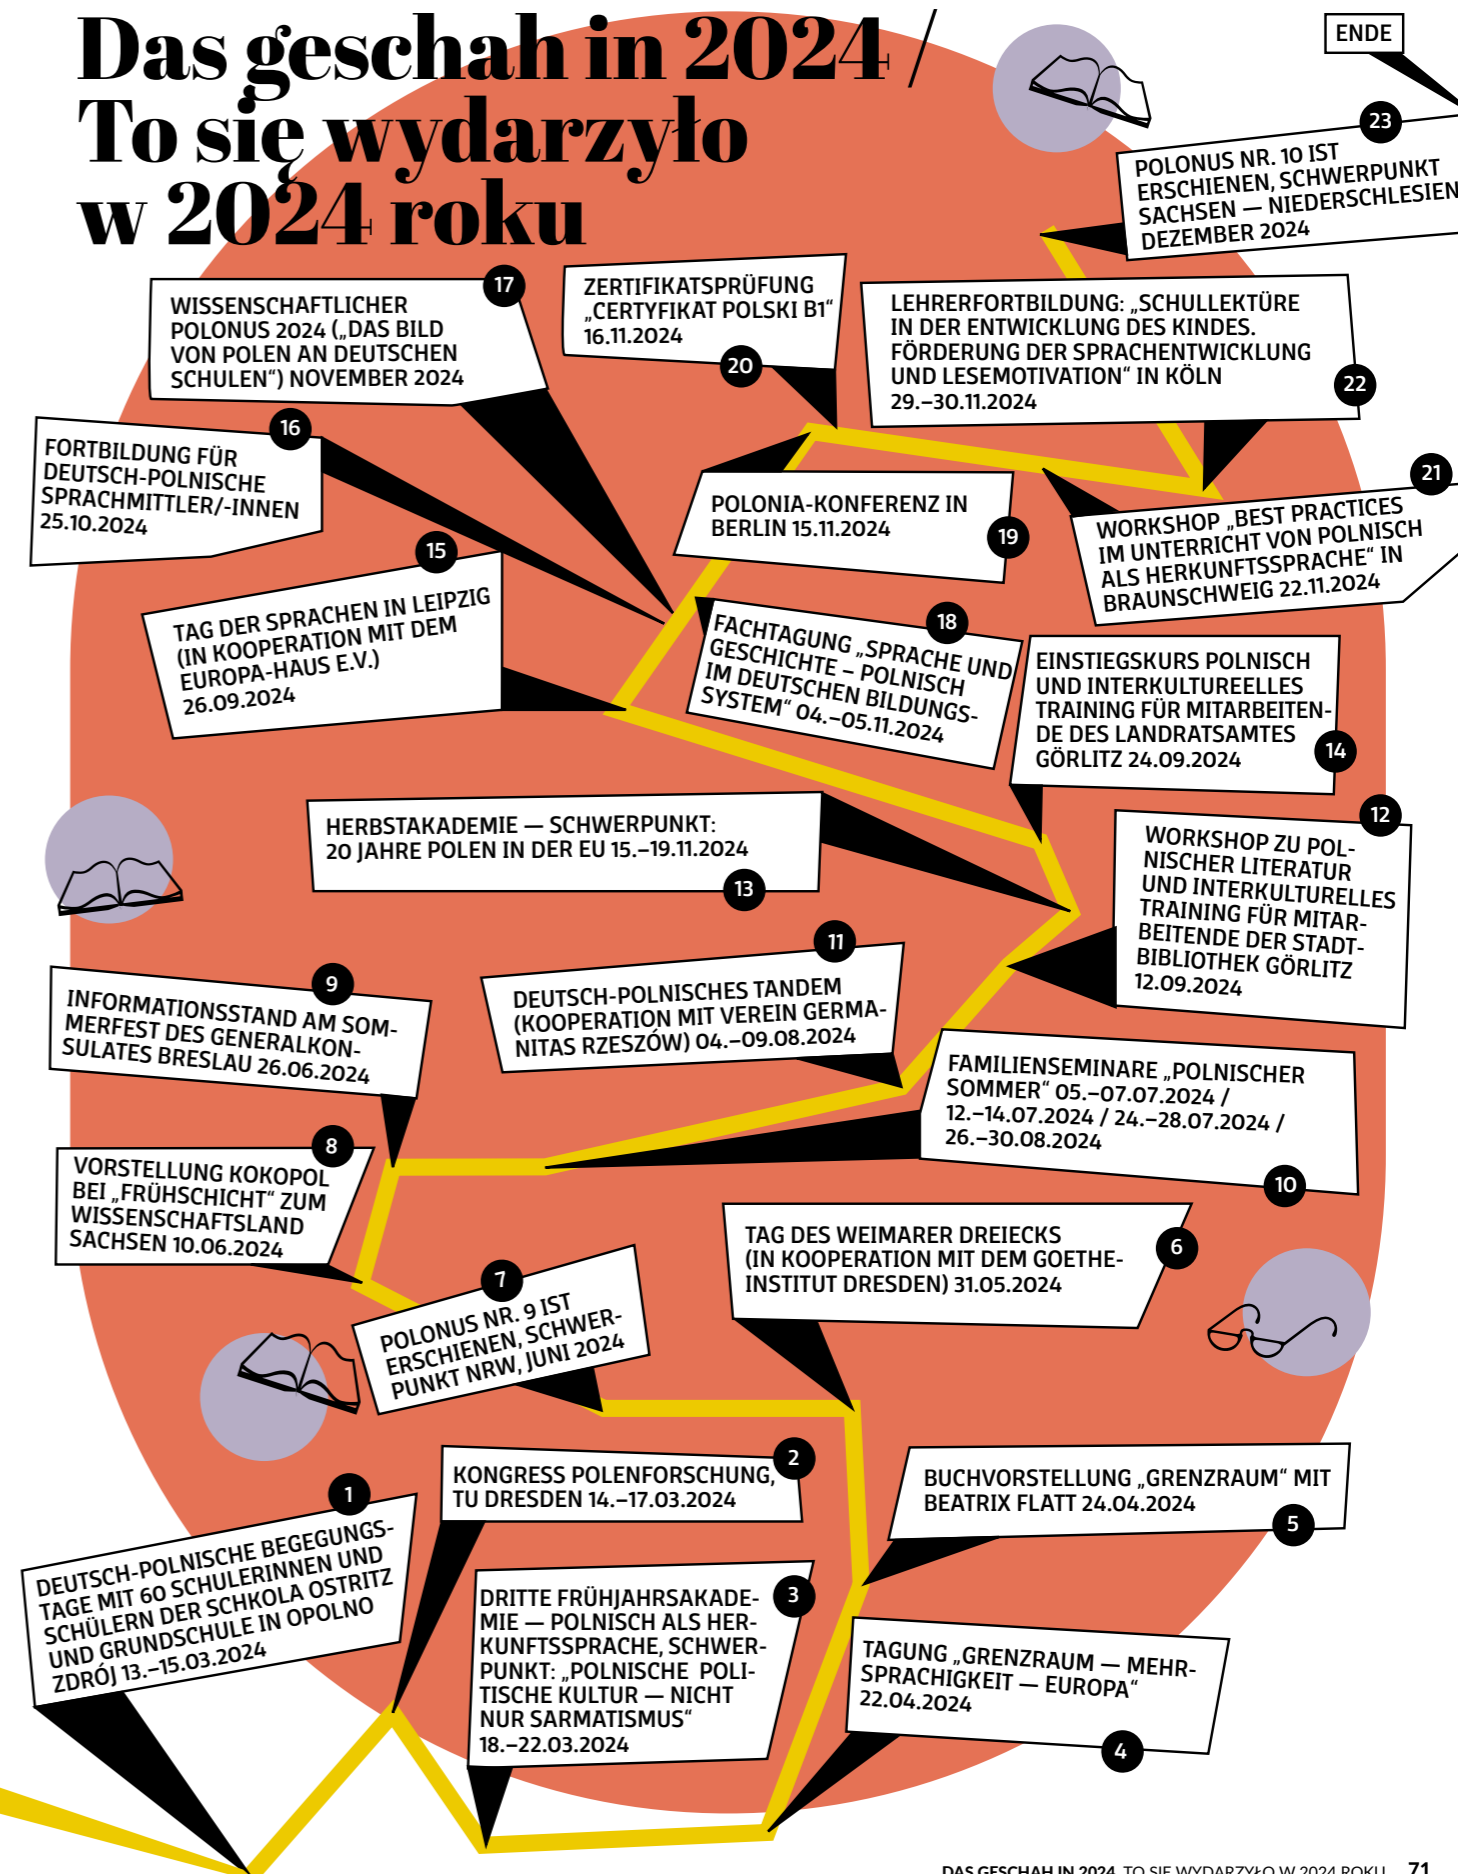 Das geschah in 2024 /
To się wydarzyło
w 2024 roku
ENDE
23
POLONUS NR. 10 IST
ERSCHIENEN, SCHWERPUNKT
SACHSEN — NIEDERSCHLESIEN
DEZEMBER 2024
17
WISSENSCHAFTLICHER
POLONUS 2024 („DAS BILD
VON POLEN AN DEUTSCHEN
SCHULEN“) NOVEMBER 2024
ZERTIFIKATSPRÜFUNG
„CERTYFIKAT POLSKI B1“
16.11.2024
20
LEHRERFORTBILDUNG: „SCHULLEKTÜRE
IN DER ENTWICKLUNG DES KINDES.
FÖRDERUNG DER SPRACHENTWICKLUNG
UND LESEMOTIVATION“ IN KÖLN
29.–30.11.2024
22
16
FORTBILDUNG FÜR
DEUTSCH-POLNISCHE
SPRACHMITTLER/-INNEN
25.10.2024
POLONIA-KONFERENZ IN
BERLIN 15.11.2024
19
21
WORKSHOP „BEST PRACTICES
IM UNTERRICHT VON POLNISCH
ALS HERKUNFTSSPRACHE“ IN
BRAUNSCHWEIG 22.11.2024
15
TAG DER SPRACHEN IN LEIPZIG
(IN KOOPERATION MIT DEM
EUROPA-HAUS E.V.)
26.09.2024
18
FACHTAGUNG „SPRACHE UND
GESCHICHTE – POLNISCH
IM DEUTSCHEN BILDUNGS-
SYSTEM“ 04.–05.11.2024
EINSTIEGSKURS POLNISCH
UND INTERKULTUREELLES
TRAINING FÜR MITARBEITEN-
DE DES LANDRATSAMTES
GÖRLITZ 24.09.2024
14
HERBSTAKADEMIE — SCHWERPUNKT:
20 JAHRE POLEN IN DER EU 15.–19.11.2024
13
12
WORKSHOP ZU POL-
NISCHER LITERATUR
UND INTERKULTURELLES
TRAINING FÜR MITAR-
BEITENDE DER STADT-
BIBLIOTHEK GÖRLITZ
12.09.2024
11
DEUTSCH-POLNISCHES TANDEM
(KOOPERATION MIT VEREIN GERMA-
NITAS RZESZÓW) 04.–09.08.2024
9
INFORMATIONSSTAND AM SOM-
MERFEST DES GENERALKON-
SULATES BRESLAU 26.06.2024
FAMILIENSEMINARE „POLNISCHER
SOMMER“ 05.–07.07.2024 /
12.–14.07.2024 / 24.–28.07.2024 /
26.–30.08.2024
10
8
VORSTELLUNG KOKOPOL
BEI „FRÜHSCHICHT“ ZUM
WISSENSCHAFTSLAND
SACHSEN 10.06.2024
TAG DES WEIMARER DREIECKS
(IN KOOPERATION MIT DEM GOETHE-
INSTITUT DRESDEN) 31.05.2024
6
7
POLONUS NR. 9 IST
ERSCHIENEN, SCHWER-
PUNKT NRW, JUNI 2024
2
KONGRESS POLENFORSCHUNG,
TU DRESDEN 14.–17.03.2024
BUCHVORSTELLUNG „GRENZRAUM“ MIT
BEATRIX FLATT 24.04.2024
5
1
DEUTSCH-POLNISCHE BEGEGUNGS-
TAGE MIT 60 SCHULERINNEN UND
SCHÜLERN DER SCHKOLA OSTRITZ
UND GRUNDSCHULE IN OPOLNO
ZDRÓJ 13.–15.03.2024
3
DRITTE FRÜHJAHRSAKADE-
MIE — POLNISCH ALS HER-
KUNFTSSPRACHE, SCHWER-
PUNKT: „POLNISCHE POLI-
TISCHE KULTUR — NICHT
NUR SARMATISMUS“
18.–22.03.2024
TAGUNG „GRENZRAUM — MEHR-
SPRACHIGKEIT — EUROPA“
22.04.2024
4
DAS GESCHAH IN 2024 TO SIĘ WYDARZYŁO W 2024 ROKU 71